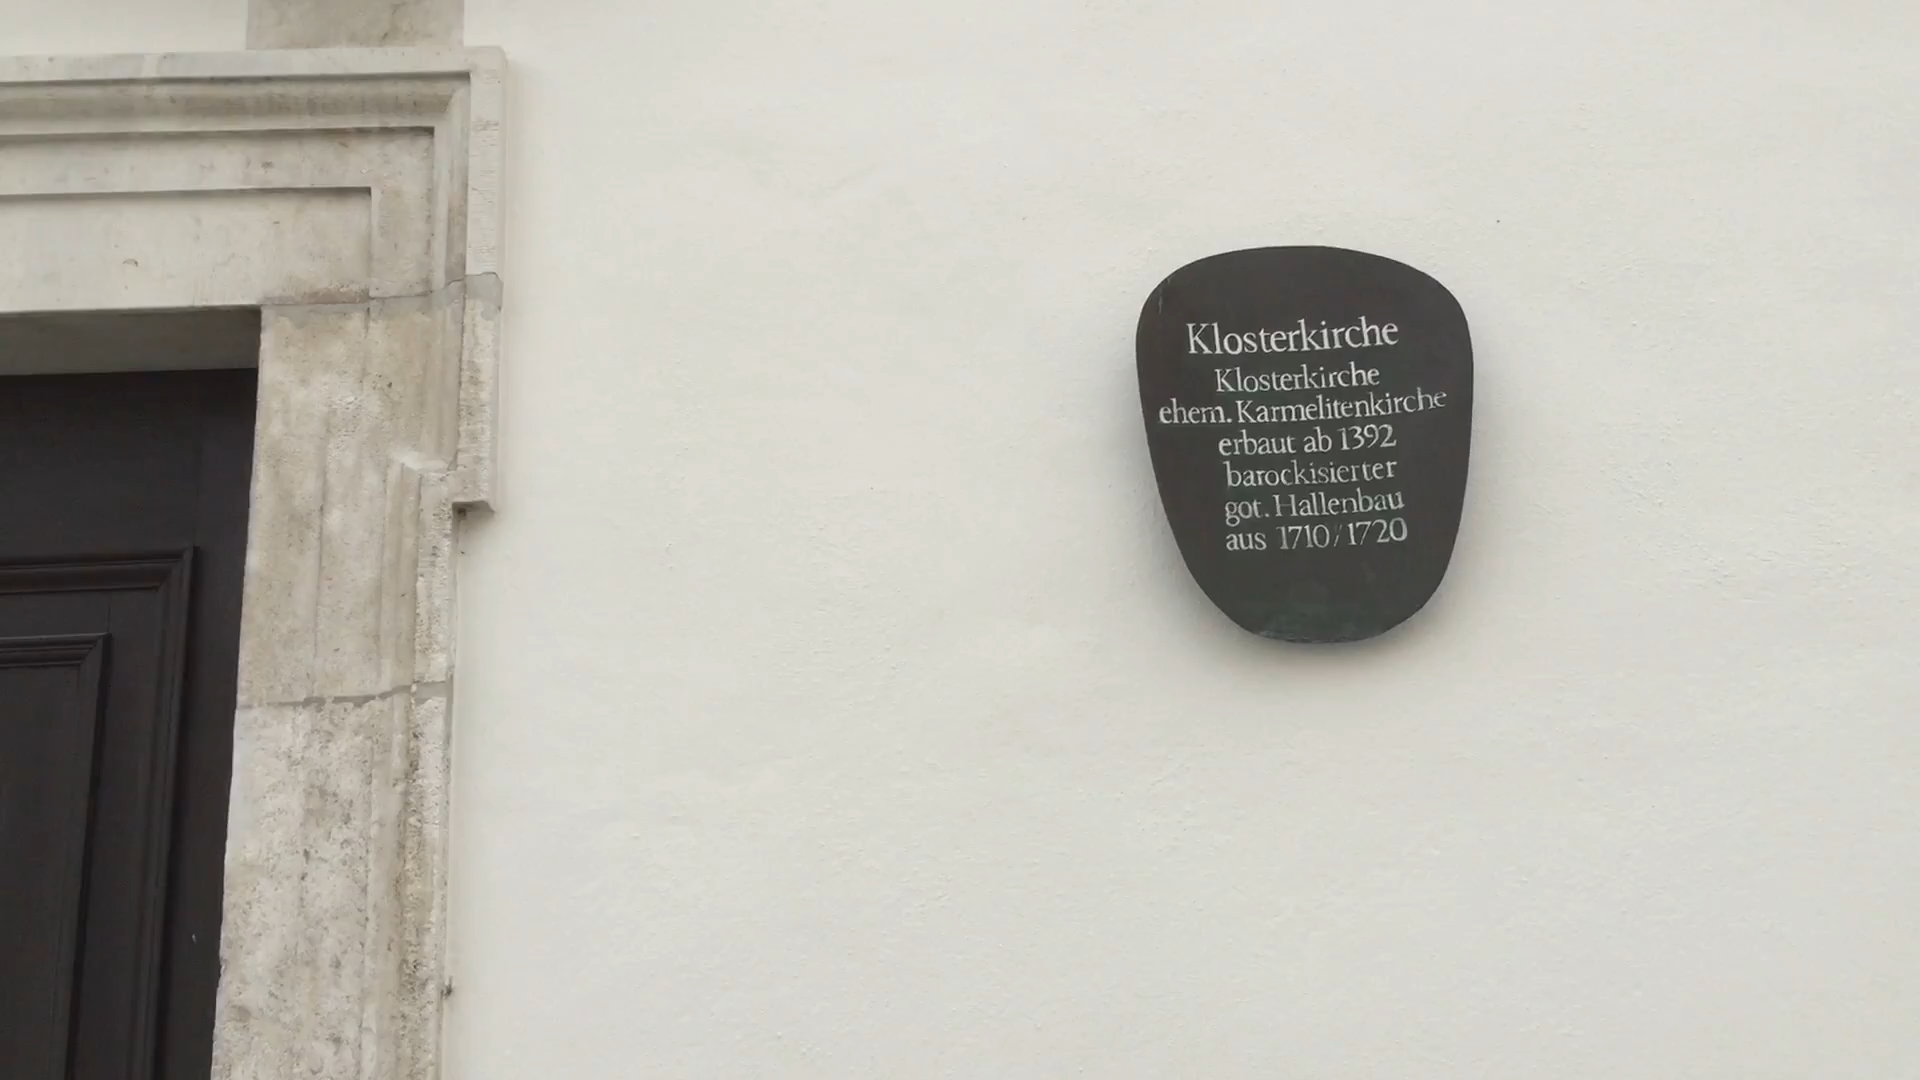 Klosterkirche
Klosterkirche
ehem. Karmelitenkirche
erbaut ab 1392
barockisierter
got. Hallenbau
aus 1710/1720